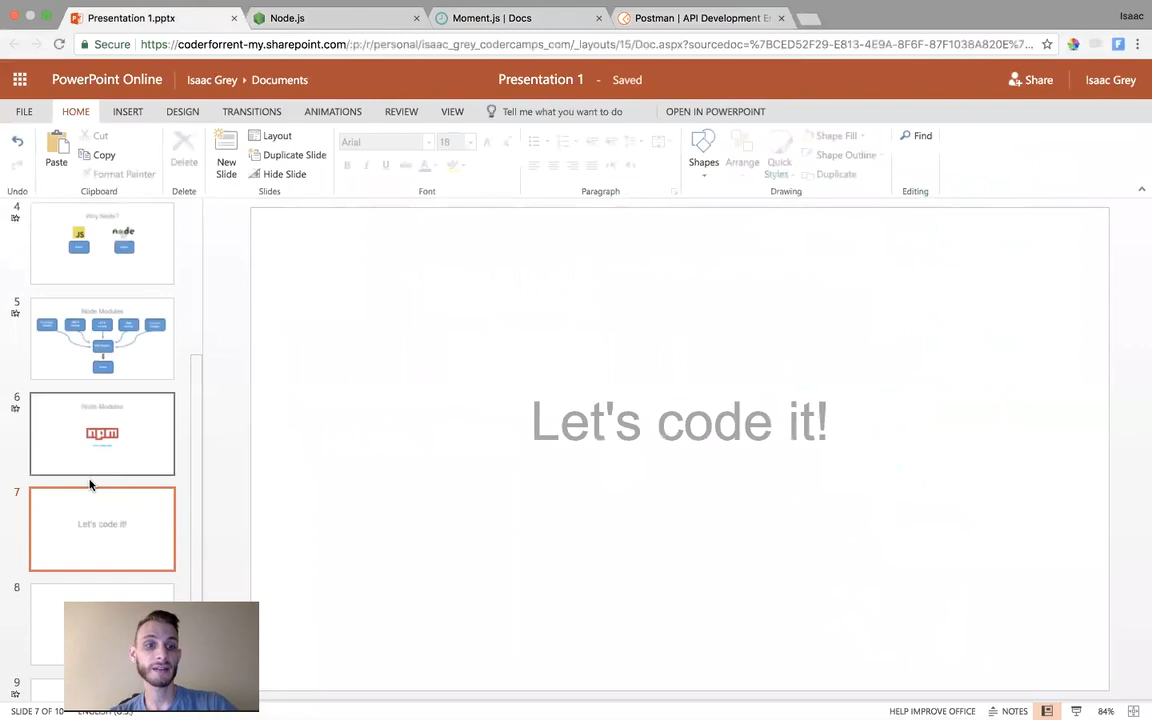 Presentation 1.pptx
Node.js
Moment.js | Docs
Postman | API Development E
Isaac
Secure
https://coderforrent-my.sharepoint.com/:p:/r/personal/isaac_grey_codercamps_com/_layouts/15/Doc.aspx?sourcedoc=%7BCED52F29-E813-4E9A-8F6F-87F1038A820E%7...
PowerPoint Online
Isaac Grey ▸ Documents
Presentation 1 - Saved
Share
Isaac Grey
FILE
HOME
INSERT
DESIGN
TRANSITIONS
ANIMATIONS
REVIEW
VIEW
Tell me what you want to do
OPEN IN POWERPOINT
Undo
Paste
Cut
Copy
Format Painter
Clipboard
Delete
Delete
New
Slide
Layout
Duplicate Slide
Hide Slide
Slides
Arial
18
B
I
U
abc
A
Font
Paragraph
Shapes
Arrange
Quick
Styles
Shape Fill
Shape Outline
Duplicate
Drawing
Find
Editing
4
Why Node?
JS
node
5
Node Modules
6
Node Modules
npm
7
Let's code it!
8
9
Let's code it!
SLIDE 7 OF 10
ENGLISH (U.S.)
HELP IMPROVE OFFICE
NOTES
84%